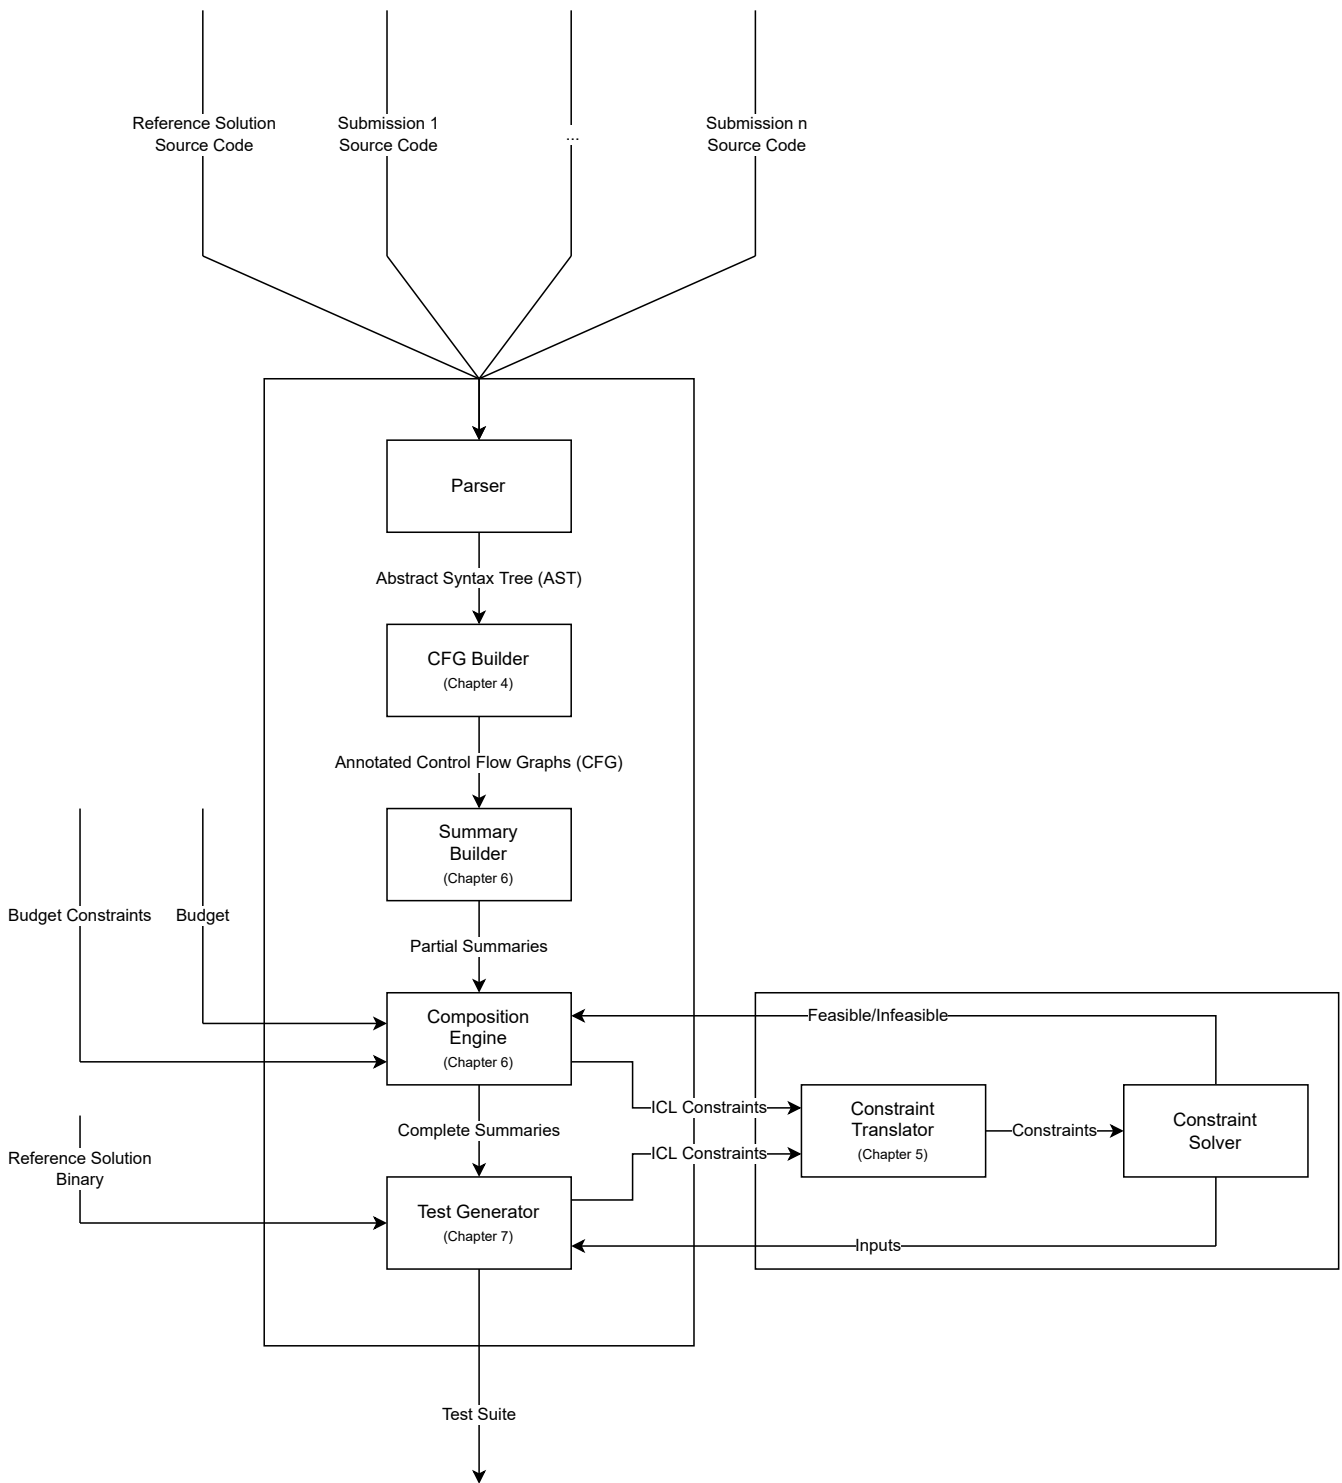 Reference Solution
Source Code
Submission 1
Source Code
...
Submission n
Source Code
Parser
Abstract Syntax Tree (AST)
CFG Builder
(Chapter 4)
Annotated Control Flow Graphs (CFG)
Summary
Builder
(Chapter 6)
Budget Constraints
Budget
Partial Summaries
Composition
Engine
(Chapter 6)
Feasible/Infeasible
ICL Constraints
Constraint
Translator
(Chapter 5)
Constraints
Constraint
Solver
Complete Summaries
ICL Constraints
Reference Solution
Binary
Test Generator
(Chapter 7)
Inputs
Test Suite